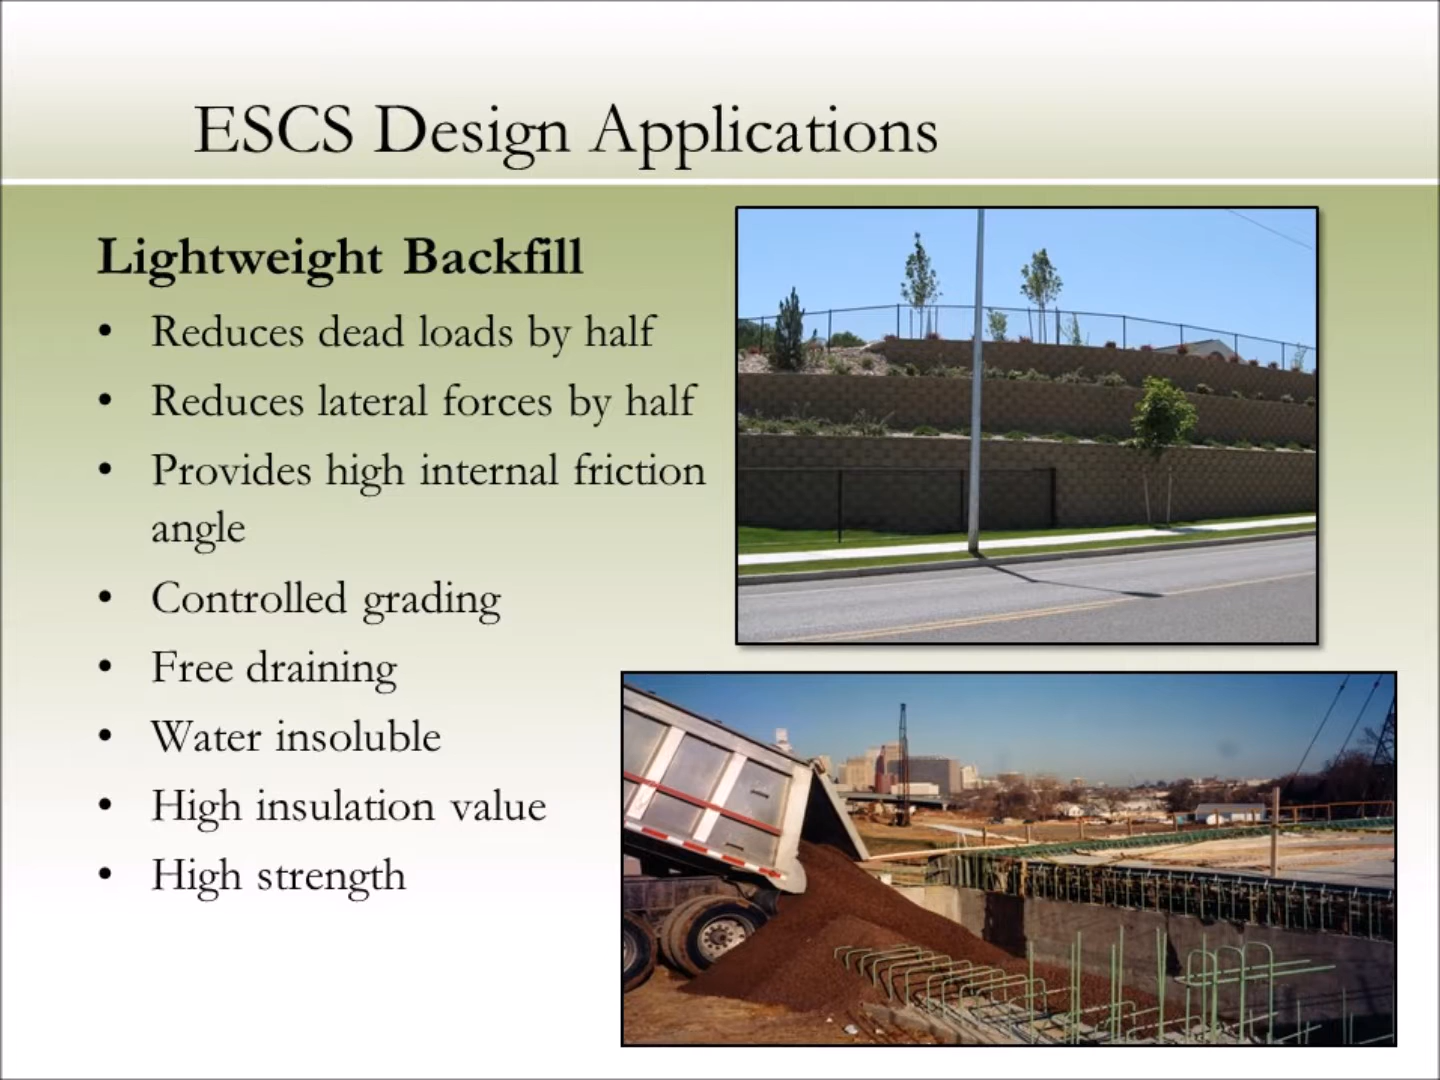 ESCS Design Applications
Lightweight Backfill
• Reduces dead loads by half
• Reduces lateral forces by half
• Provides high internal friction
angle
• Controlled grading
• Free draining
• Water insoluble
• High insulation value
• High strength